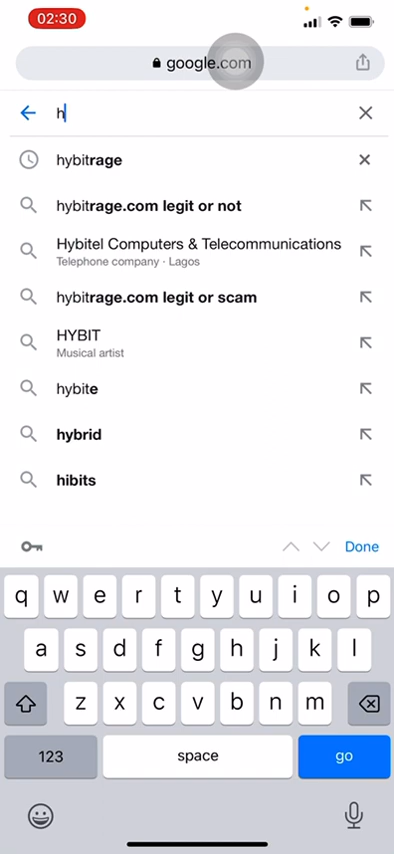 02:30
google.com
h
hybitrage
hybitrage.com legit or not
Hybitel Computers & Telecommunications
Telephone company · Lagos
hybitrage.com legit or scam
HYBIT
Musical artist
hybite
hybrid
hibits
Done
q w e r t y u i o p
a s d f g h j k l
z x c v b n m
123 space go